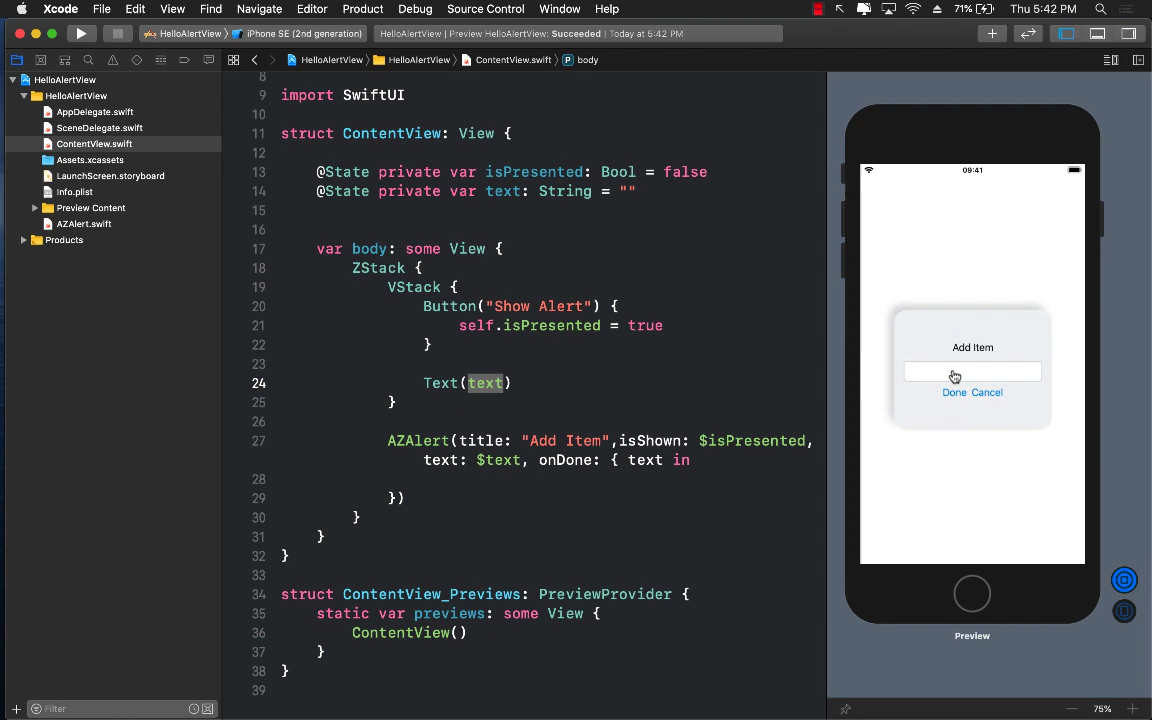 Xcode File Edit View Find Navigate Editor Product Debug Source Control Window Help 71% Thu 5:42 PM
HelloAlertView iPhone SE (2nd generation) HelloAlertView | Preview HelloAlertView: Succeeded | Today at 5:42 PM
HelloAlertView HelloAlertView ContentView.swift P body
HelloAlertView
HelloAlertView
AppDelegate.swift
SceneDelegate.swift
ContentView.swift
Assets.xcassets
LaunchScreen.storyboard
Info.plist
Preview Content
AZAlert.swift
Products
Filter
8
9 import SwiftUI
10
11 struct ContentView: View {
12
13 @State private var isPresented: Bool = false
14 @State private var text: String = ""
15
16
17 var body: some View {
18 ZStack {
19 VStack {
20 Button("Show Alert") {
21 self.isPresented = true
22 }
23
24 Text(text)
25 }
26
27 AZAlert(title: "Add Item",isShown: $isPresented,
text: $text, onDone: { text in
28
29 })
30 }
31 }
32 }
33
34 struct ContentView_Previews: PreviewProvider {
35 static var previews: some View {
36 ContentView()
37 }
38 }
39
09:41
Add Item
Done Cancel
Preview
75%